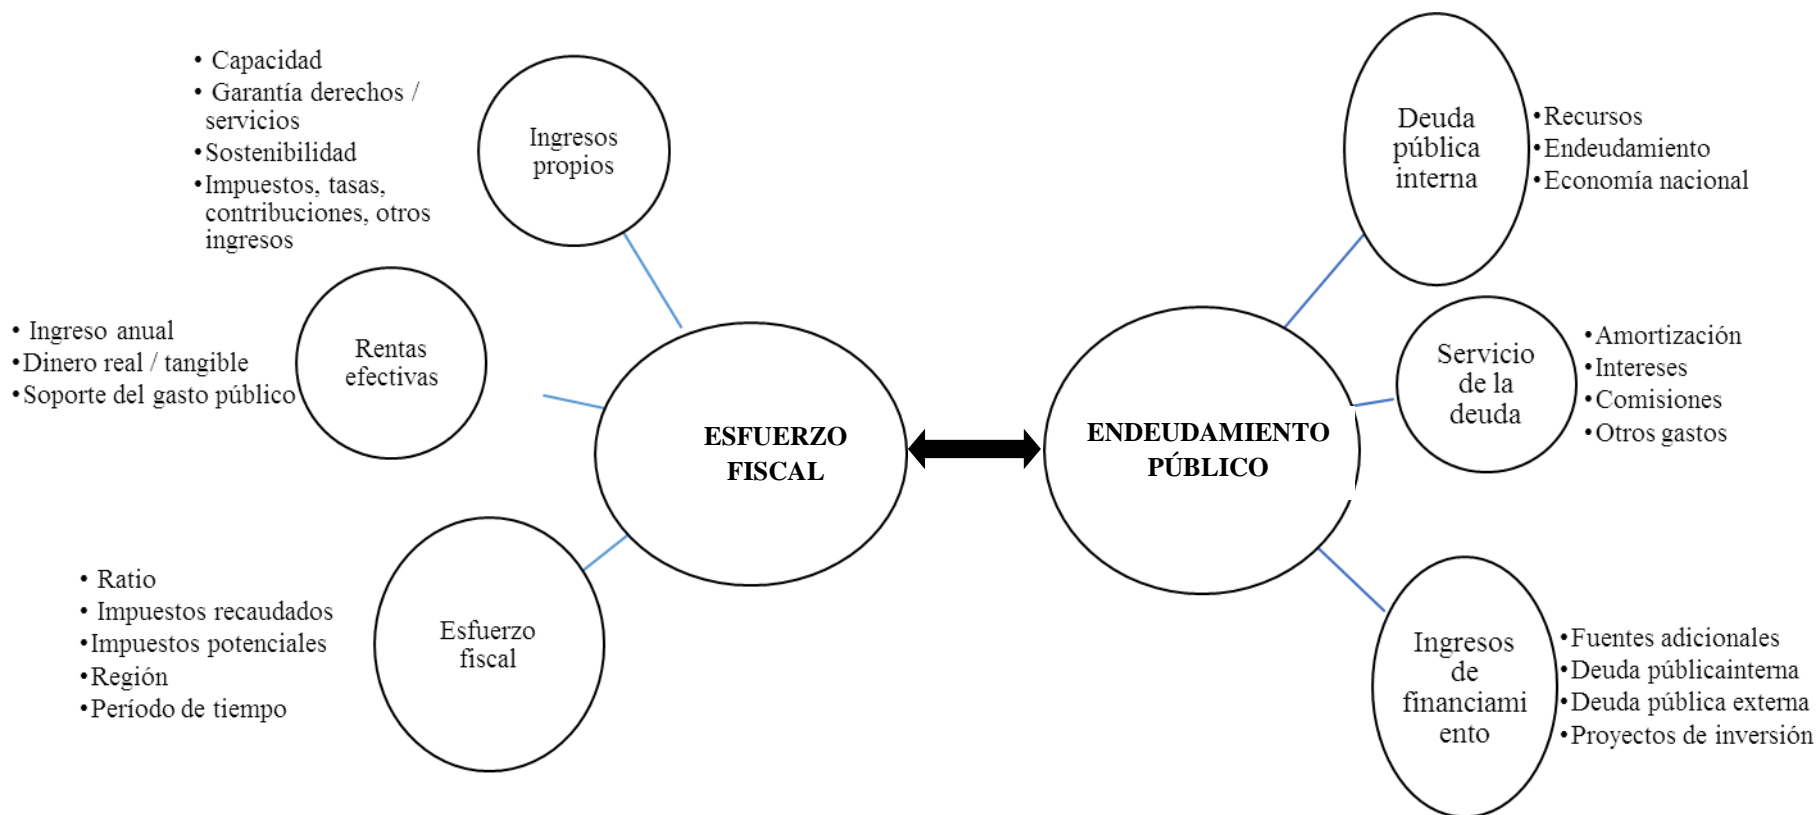 • Capacidad
• Garantía derechos /
servicios
•Sostenibilidad
•Impuestos, tasas,
contribuciones, otros
ingresos
Ingresos
propios
• Ingreso anual
•Dinero real / tangible
•Soporte del gasto público
Rentas
efectivas
• Ratio
• Impuestos recaudados
•Impuestos potenciales
•Región
•Período de tiempo
Esfuerzo
fiscal
ESFUERZO
FISCAL
ENDEUDAMIENTO
PÚBLICO
Deuda
pública
interna
•Recursos
•Endeudamiento
•Economía nacional
Servicio
de la
deuda
•Amortización
•Intereses
•Comisiones
•Otros gastos
Ingresos
de
financiami
ento
•Fuentes adicionales
•Deuda públicainterna
•Deuda pública externa
•Proyectos de inversión